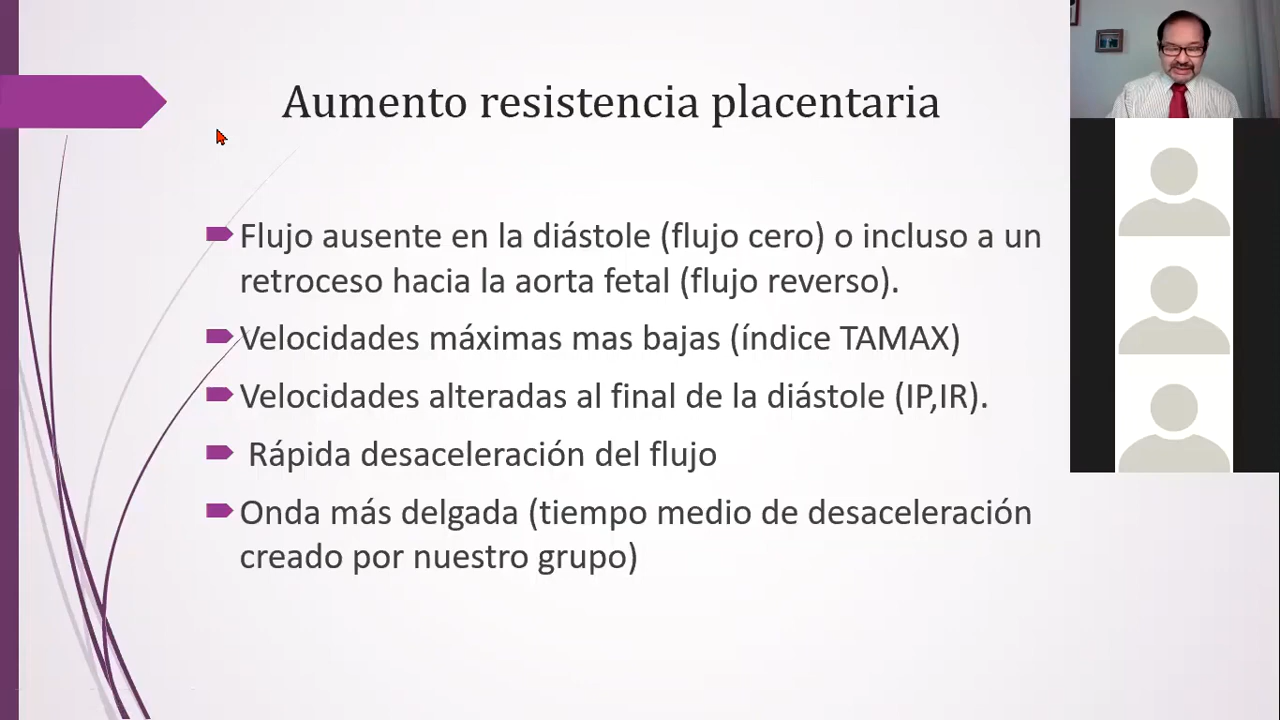 Aumento resistencia placentaria
Flujo ausente en la diástole (flujo cero) o incluso a un
retroceso hacia la aorta fetal (flujo reverso).
Velocidades máximas mas bajas (índice TAMAX)
Velocidades alteradas al final de la diástole (IP,IR).
Rápida desaceleración del flujo
Onda más delgada (tiempo medio de desaceleración
creado por nuestro grupo)